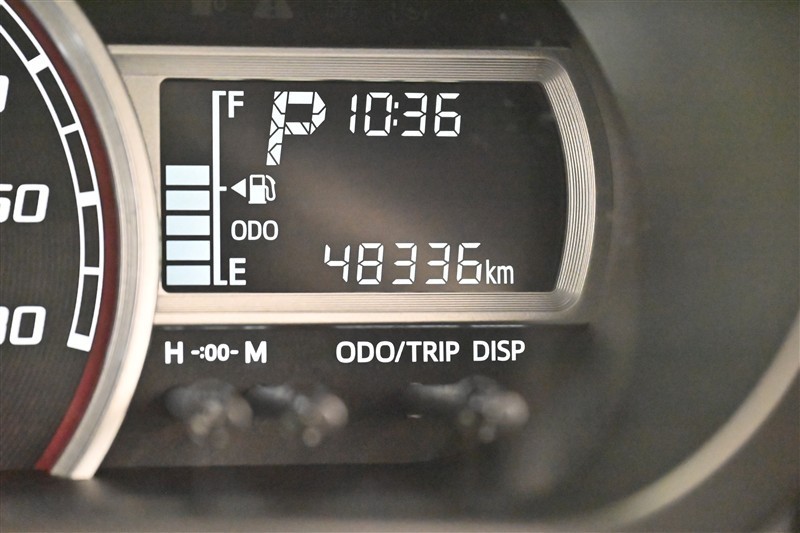 F
P 10:36
ODO
E
48336km
H -:00- M
ODO/TRIP DISP